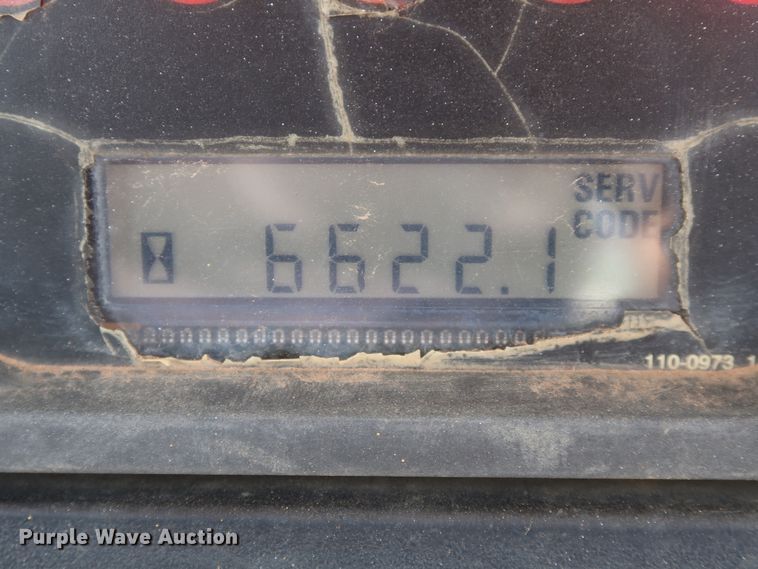 SERV
CODE
6622.1
110-0973
Purple Wave Auction